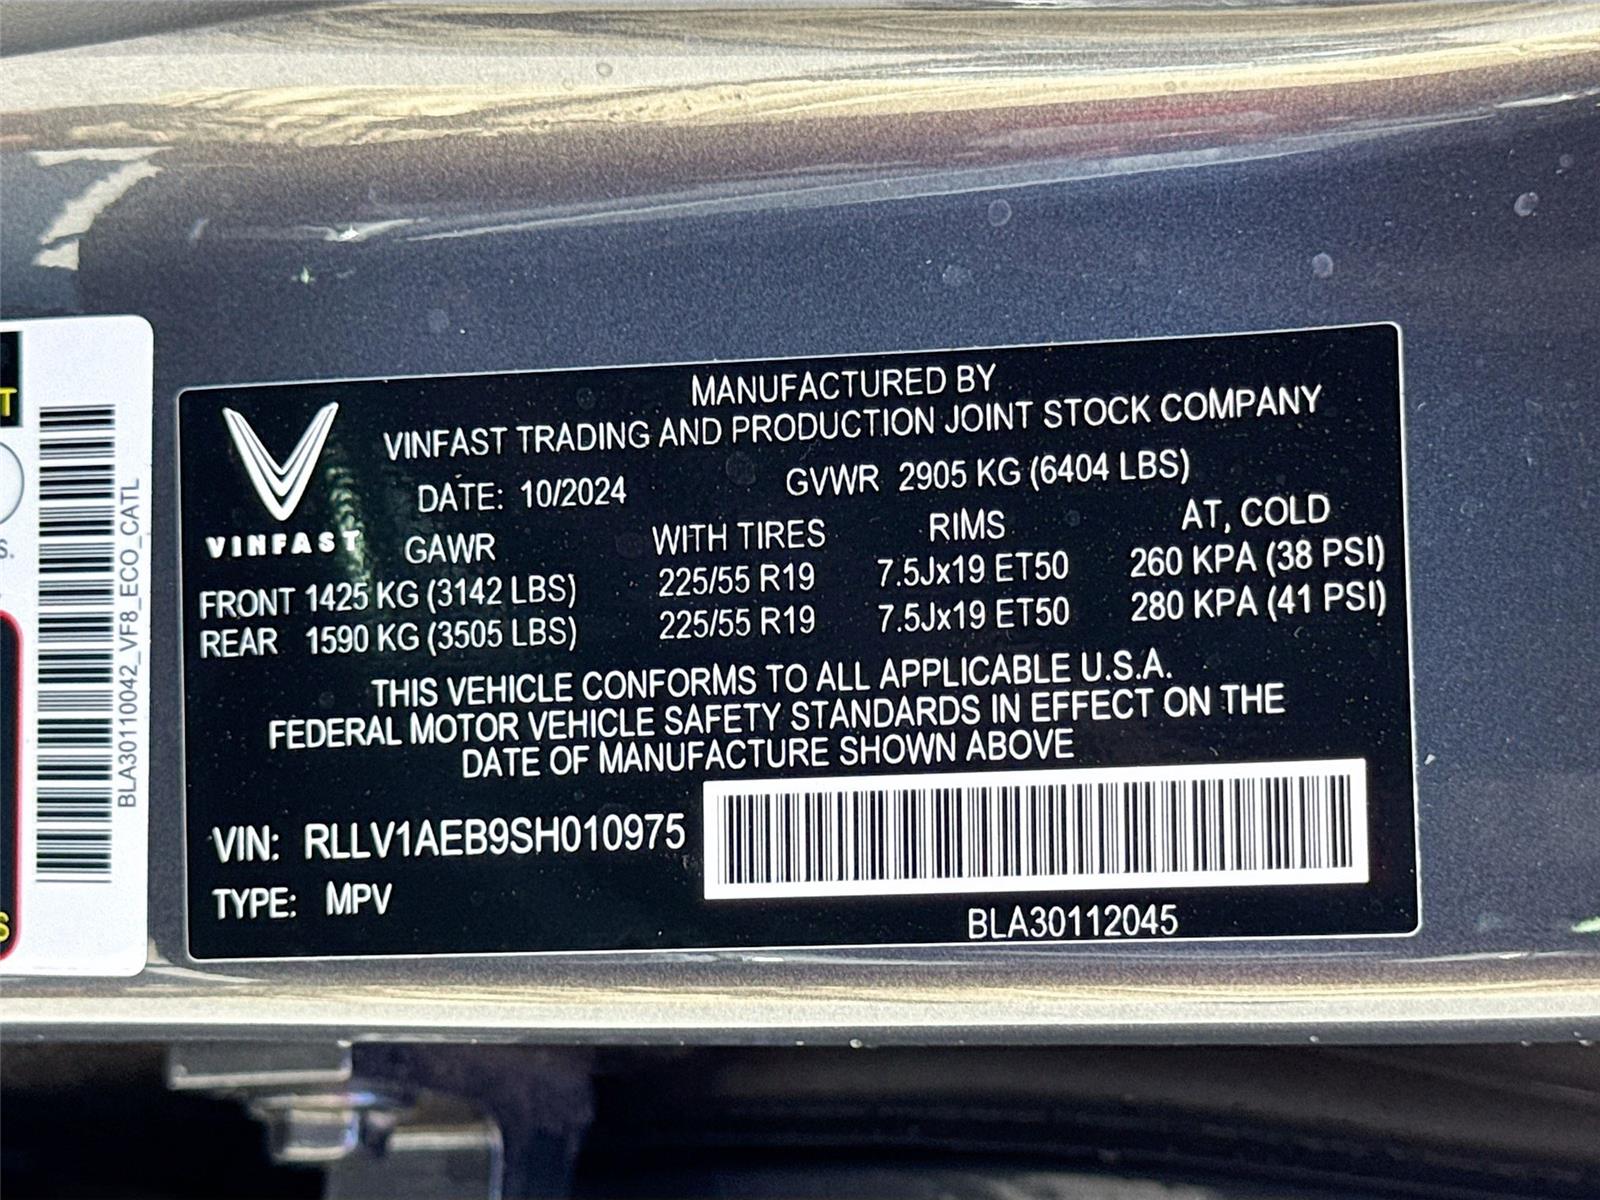 MANUFACTURED BY
VINFAST TRADING AND PRODUCTION JOINT STOCK COMPANY
DATE: 10/2024 GVWR 2905 KG (6404 LBS)
VINFAST GAWR WITH TIRES RIMS AT, COLD
FRONT 1425 KG (3142 LBS) 225/55 R19 7.5Jx19 ET50 260 KPA (38 PSI)
REAR 1590 KG (3505 LBS) 225/55 R19 7.5Jx19 ET50 280 KPA (41 PSI)
THIS VEHICLE CONFORMS TO ALL APPLICABLE U.S.A.
FEDERAL MOTOR VEHICLE SAFETY STANDARDS IN EFFECT ON THE
DATE OF MANUFACTURE SHOWN ABOVE
VIN: RLLV1AEB9SH010975
TYPE: MPV
BLA30112045
BLA30110042_VF8_ECO_CATL